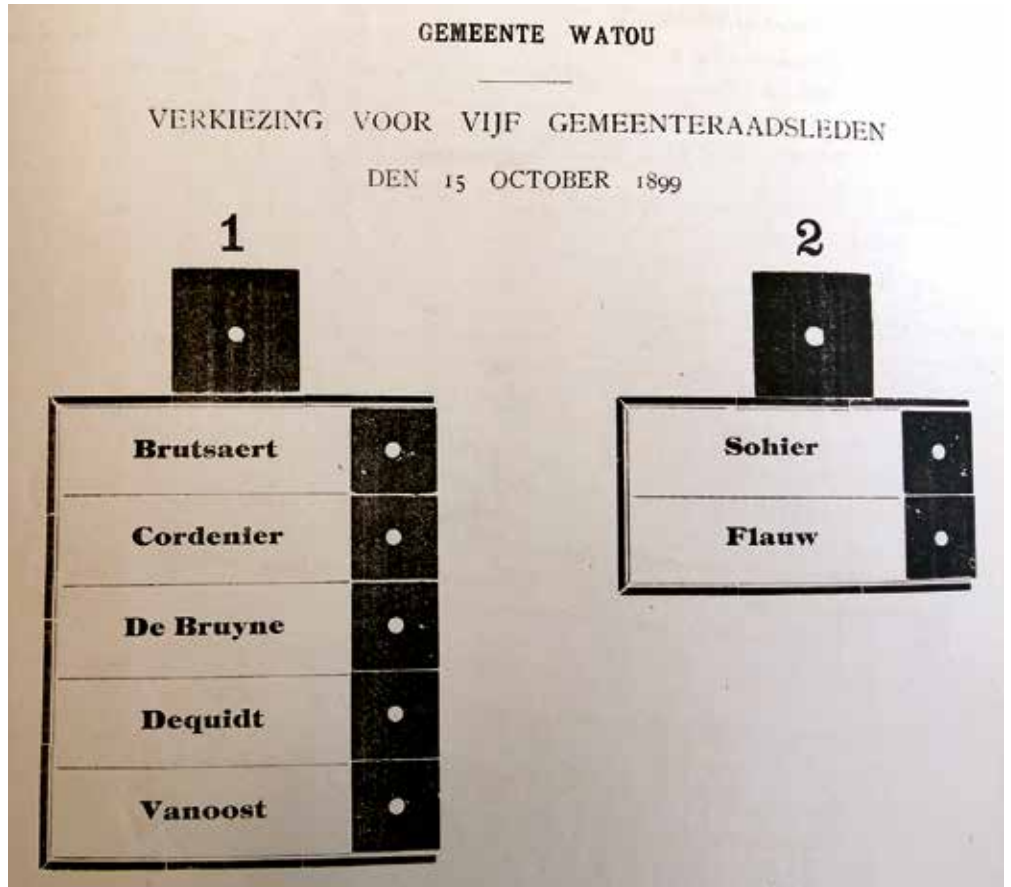 GEMEENTE WATOU
VERKIEZING VOOR VIJF GEMEENTERAADSLEDEN
DEN 15 OCTOBER 1899
1
Brutsaert
Cordenier
De Bruyne
Dequidt
Vanoost
2
Sohier
Flauw